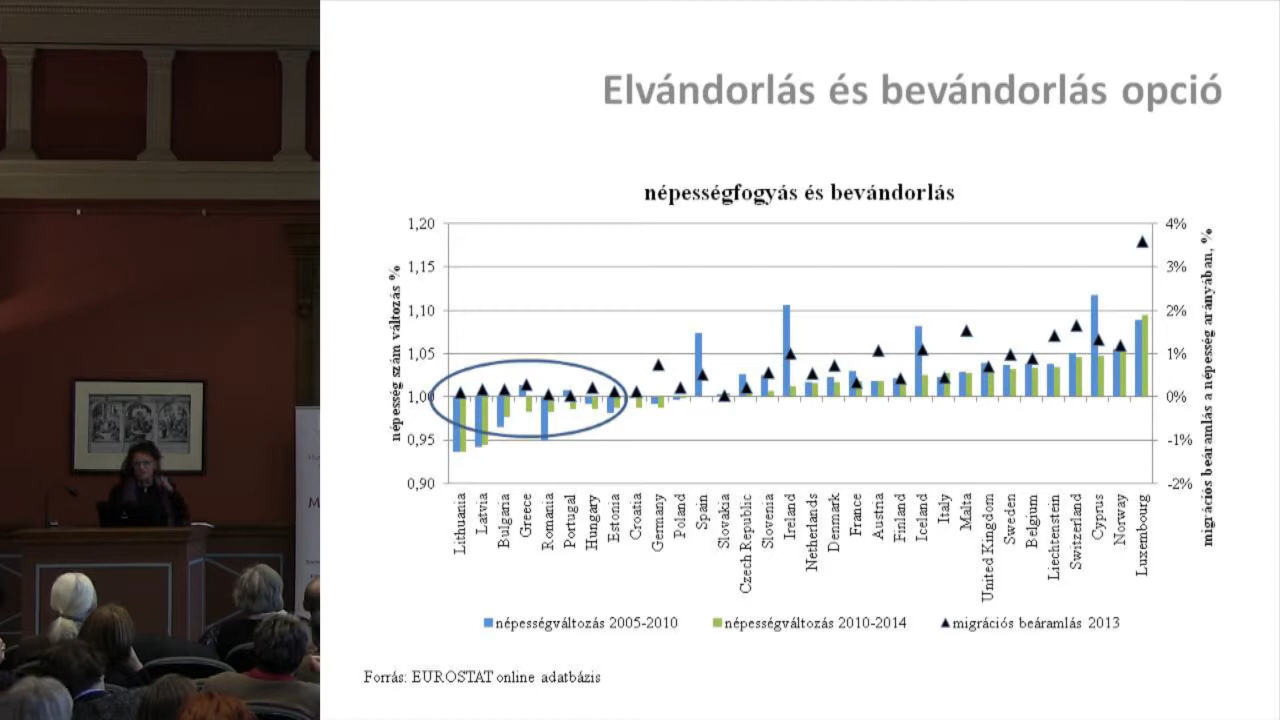 Elvándorlás és bevándorlás opció
népességfogyás és bevándorlás
népesség szám változás %
1,20
1,15
1,10
1,05
1,00
0,95
0,90
4%
3%
2%
1%
0%
-1%
-2%
migrációs beáramlás a népesség arányában, %
Lithuania
Latvia
Bulgaria
Greece
Romania
Portugal
Hungary
Estonia
Croatia
Germany
Poland
Spain
Slovakia
Czech Republic
Slovenia
Ireland
Netherlands
Denmark
France
Austria
Finland
Iceland
Italy
Malta
United Kingdom
Sweden
Belgium
Liechtenstein
Switzerland
Cyprus
Norway
Luxembourg
népességváltozás 2005-2010
népességváltozás 2010-2014
migrációs beáramlás 2013
Forrás: EUROSTAT online adatbázis